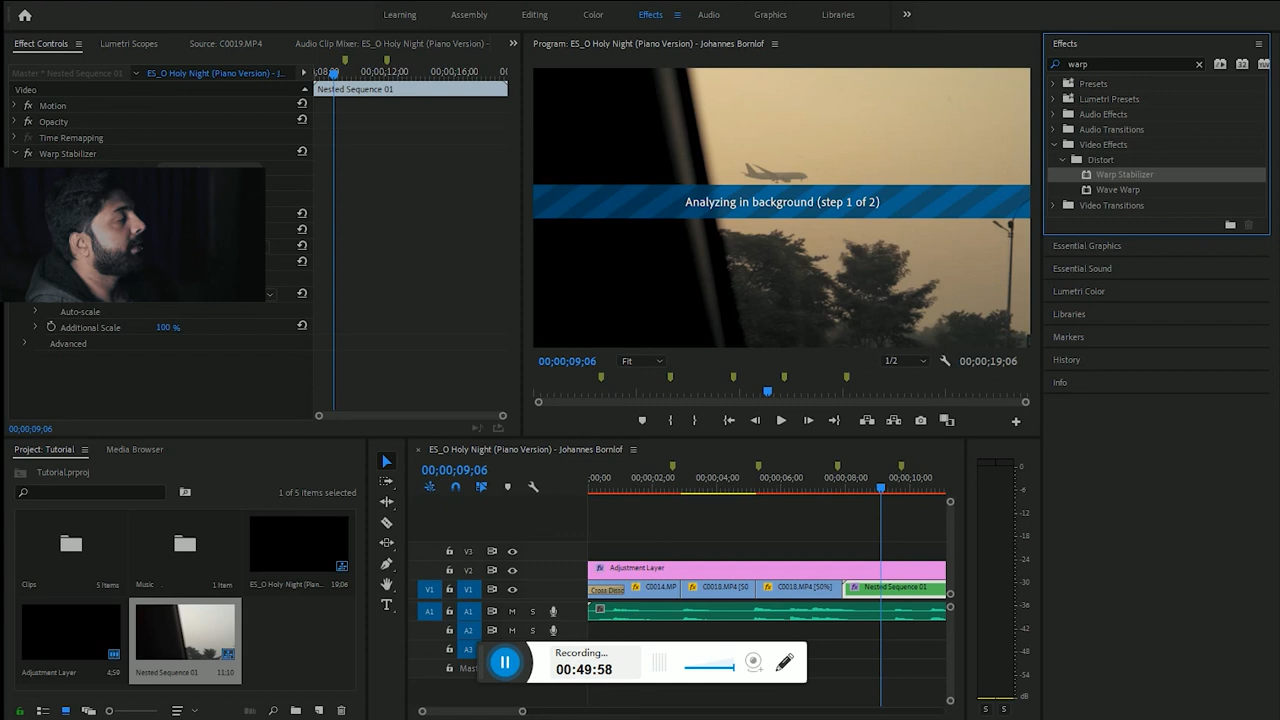 Learning Assembly Editing Color Effects Audio Graphics Libraries
Effect Controls Lumetri Scopes Source: C0019.MP4 Audio Clip Mixer: ES_O Holy Night (Piano Version) -
Master * Nested Sequence 01 ES_O Holy Night (Piano Version) - J...
;08;00 00;00;12;00 00;00;16;00
Video
Nested Sequence 01
fx Motion
fx Opacity
fx Time Remapping
fx Warp Stabilizer
Auto-scale
Additional Scale 100 %
Advanced
00;00;09;06
Program: ES_O Holy Night (Piano Version) - Johannes Bornlof
Analyzing in background (step 1 of 2)
00;00;09;06 Fit 1/2 00;00;19;06
Effects
warp
Presets
Lumetri Presets
Audio Effects
Audio Transitions
Video Effects
Distort
Warp Stabilizer
Wave Warp
Video Transitions
Essential Graphics
Essential Sound
Lumetri Color
Libraries
Markers
History
Info
Project: Tutorial Media Browser
Tutorial.prproj
1 of 5 Items selected
Clips 5 Items
Music 1 Item
ES_O Holy Night (Pian... 19;06
Adjustment Layer 4;59
Nested Sequence 01 11;10
ES_O Holy Night (Piano Version) - Johannes Bornlof
00;00;09;06
;00;00 00;00;02;00 00;00;04;00 00;00;06;00 00;00;08;00 00;00;10;00
V3
V2
Adjustment Layer
V1 V1
Cross Disso C0014.MP C0018.MP4 [50 C0018.MP4 [50%] Nested Sequence 01
A1 A1 M S
A2 M S
A3
Mas
Recording...
00:49:58
0
-6
-12
-18
-24
-30
-36
-42
-48
-54
dB
S S